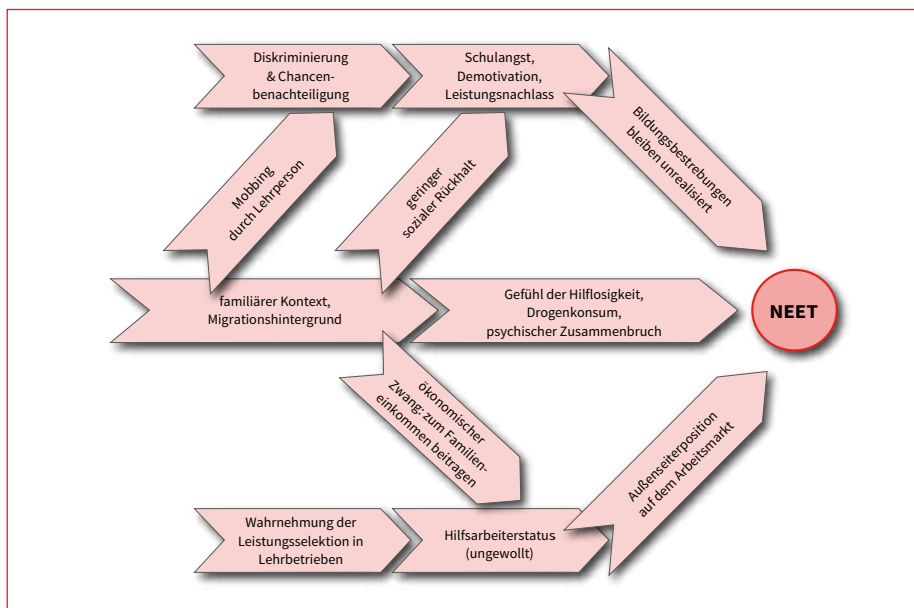 Diskriminierung
& Chancen-
benachteiligung
Schulangst,
Demotivation,
Leistungsnachlass
Bildungsbestrebungen
bleiben unrealisiert
Mobbing
durch Lehrperson
geringer
sozialer Rückhalt
familiärer Kontext,
Migrationshintergrund
Gefühl der Hilflosigkeit,
Drogenkonsum,
psychischer Zusammenbruch
NEET
ökonomischer
Zwang: zum Familien-
einkommen beitragen
Außenseiterposition
auf dem Arbeitsmarkt
Wahrnehmung der
Leistungsselektion in
Lehrbetrieben
Hilfsarbeiterstatus
(ungewollt)